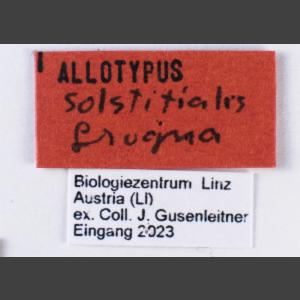 ALLOTYPUS
solstitialis
Biologiezentrum Linz
Austria (LI)
ex. Coll. J. Gusenleitner
Eingang 2023